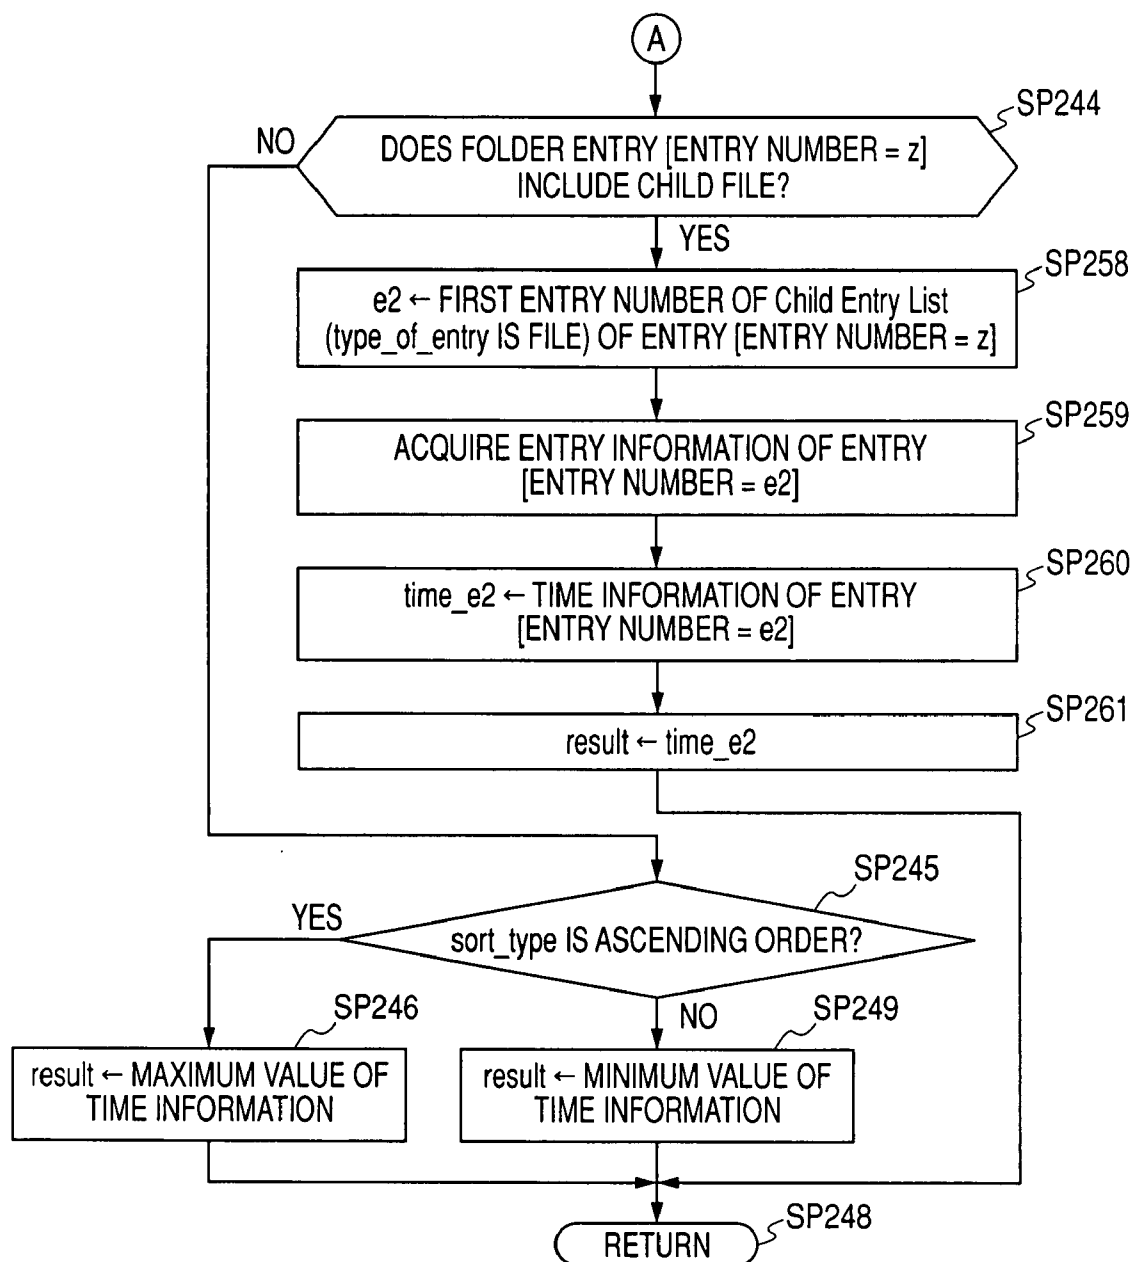 A
SP244
NO
DOES FOLDER ENTRY [ENTRY NUMBER = z]
INCLUDE CHILD FILE?
YES
SP258
e2 ← FIRST ENTRY NUMBER OF Child Entry List
(type_of_entry IS FILE) OF ENTRY [ENTRY NUMBER = z]
SP259
ACQUIRE ENTRY INFORMATION OF ENTRY
[ENTRY NUMBER = e2]
SP260
time_e2 ← TIME INFORMATION OF ENTRY
[ENTRY NUMBER = e2]
SP261
result ← time_e2
SP245
YES
sort_type IS ASCENDING ORDER?
SP246
NO
SP249
result ← MAXIMUM VALUE OF
TIME INFORMATION
result ← MINIMUM VALUE OF
TIME INFORMATION
SP248
RETURN